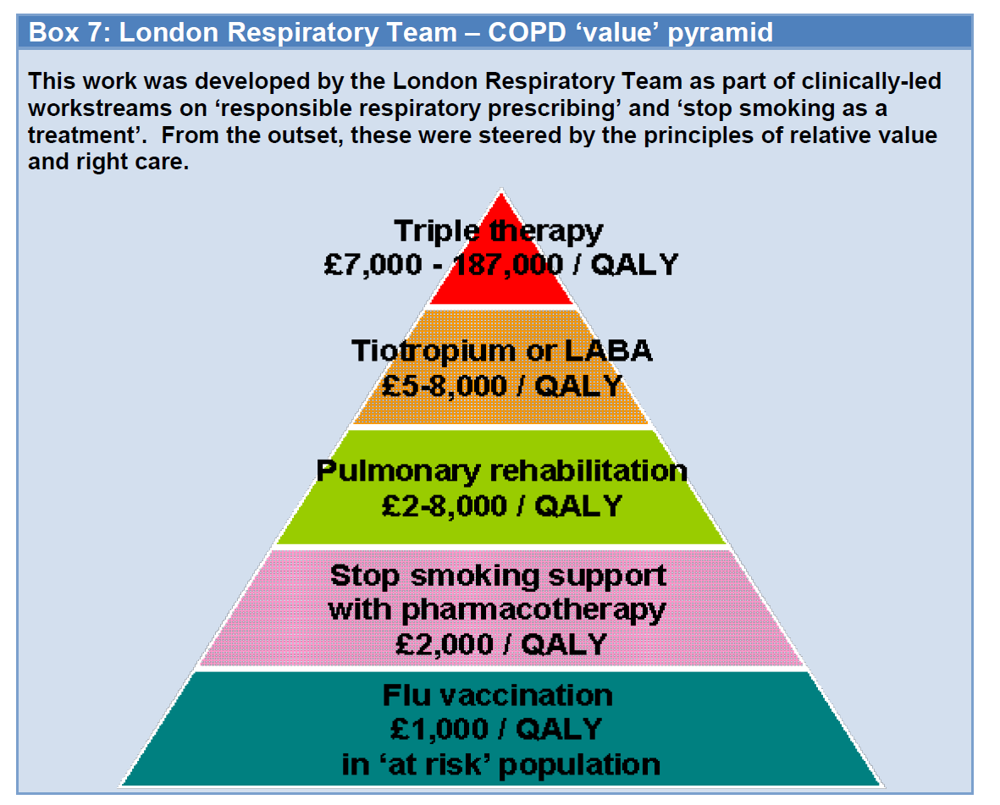 Box 7: London Respiratory Team – COPD ‘value’ pyramid
This work was developed by the London Respiratory Team as part of clinically-led
workstreams on ‘responsible respiratory prescribing’ and ‘stop smoking as a
treatment’.  From the outset, these were steered by the principles of relative value
and right care.
Triple therapy
£7,000 - 187,000 / QALY
Tiotropium or LABA
£5-8,000 / QALY
Pulmonary rehabilitation
£2-8,000 / QALY
Stop smoking support
with pharmacotherapy
£2,000 / QALY
Flu vaccination
£1,000 / QALY
in ‘at risk’ population